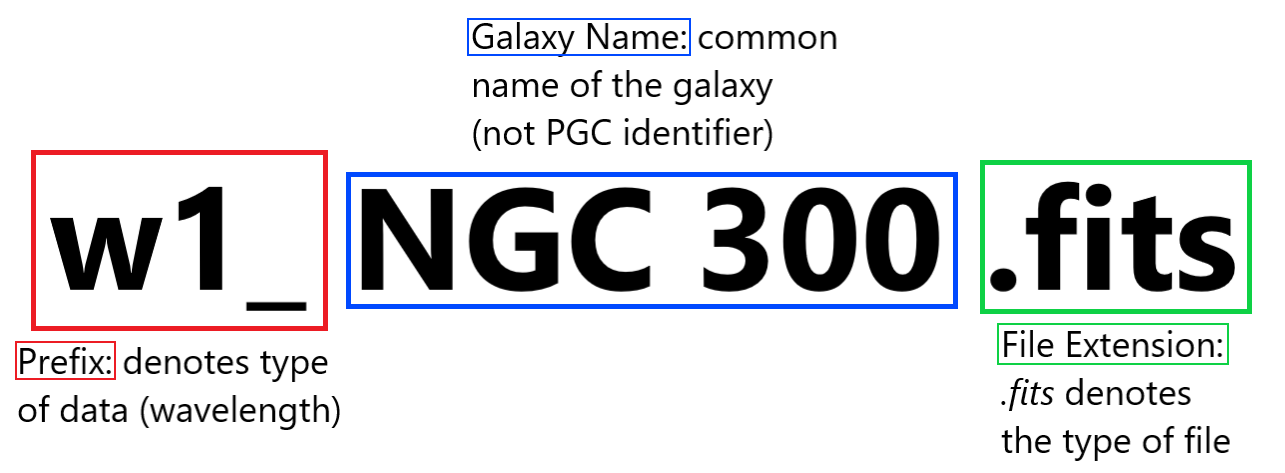 Galaxy Name: common
name of the galaxy
(not PGC identifier)
w1_ NGC 300 .fits
Prefix: denotes type
of data (wavelength)
File Extension:
.fits denotes
the type of file